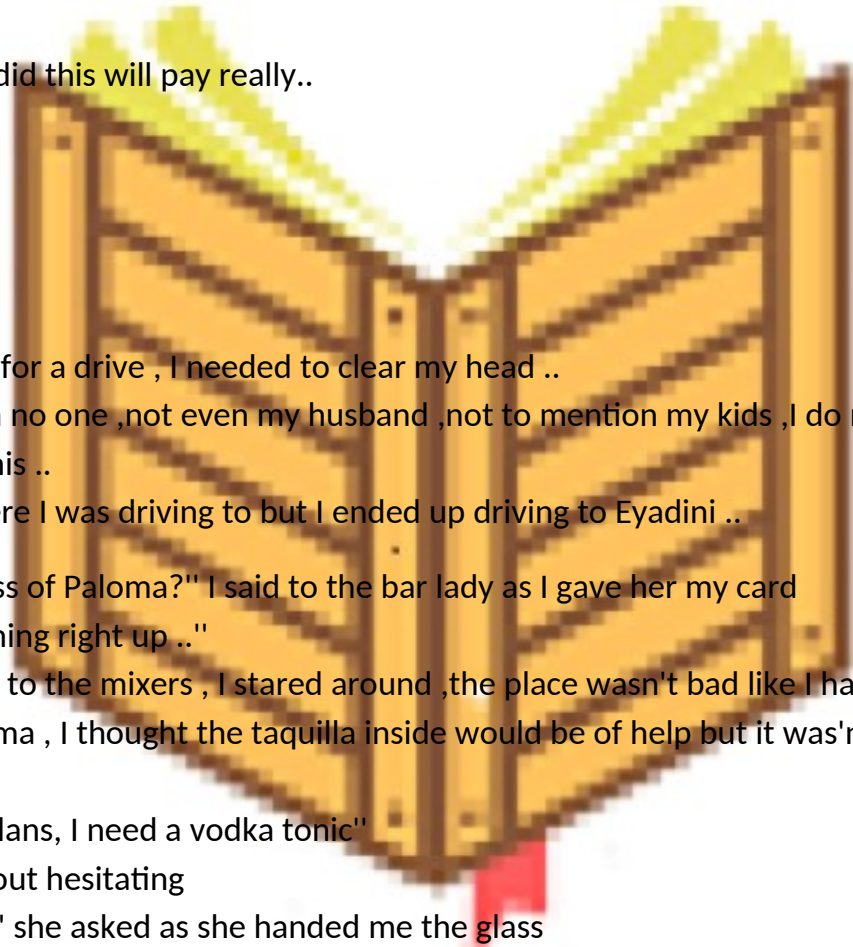 did this will pay really..
for a drive , I needed to clear my head ..
no one ,not even my husband ,not to mention my kids ,I do
is ..
re I was driving to but I ended up driving to Eyadini ..
ss of Paloma?'' I said to the bar lady as I gave her my card
ning right up ..''
to the mixers , I stared around ,the place wasn't bad like I ha
ma , I thought the taquilla inside would be of help but it was'n
lans, I need a vodka tonic''
out hesitating
' she asked as she handed me the glass